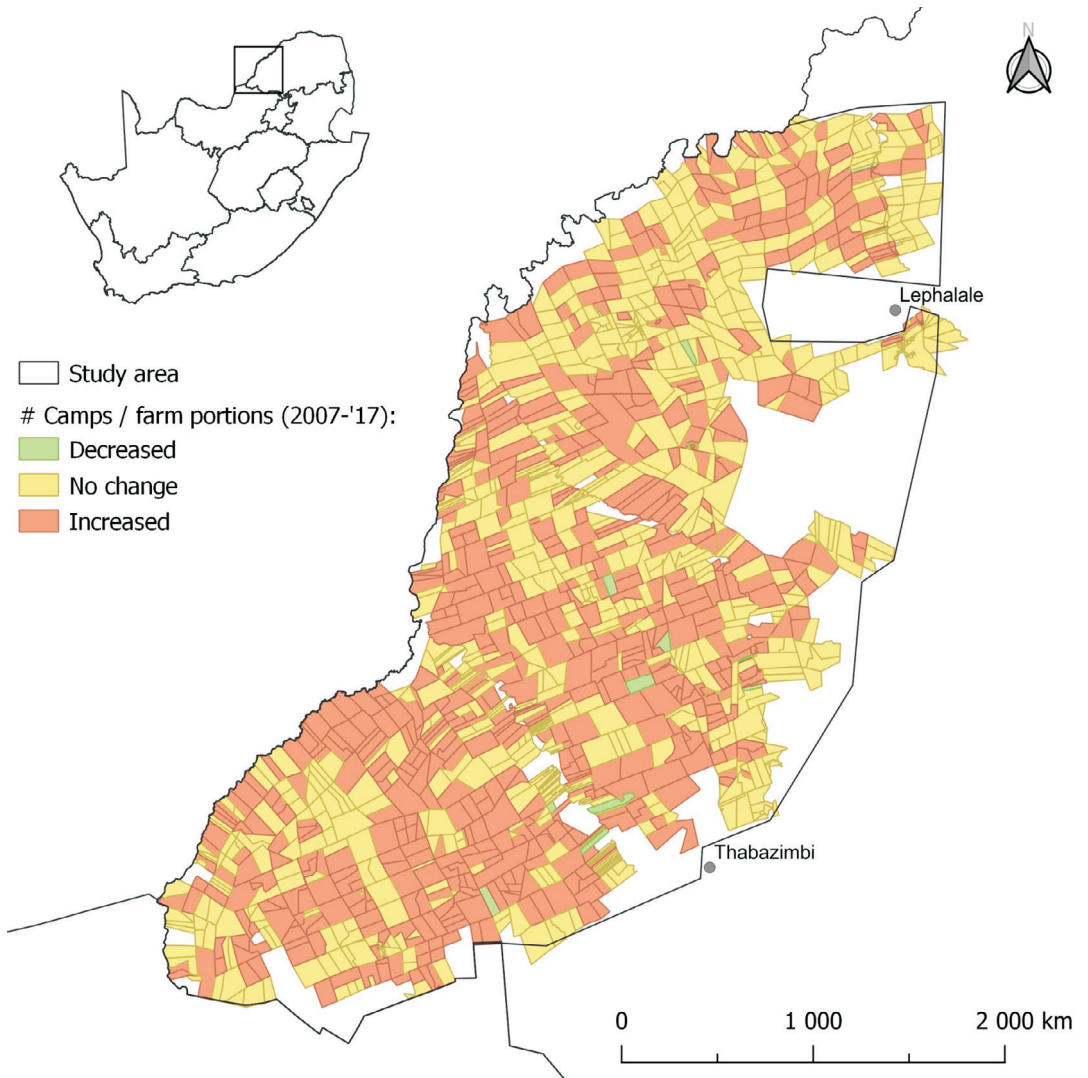 N
Lephalale
Study area
# Camps / farm portions (2007-'17):
Decreased
No change
Increased
Thabazimbi
0 1 000 2 000 km